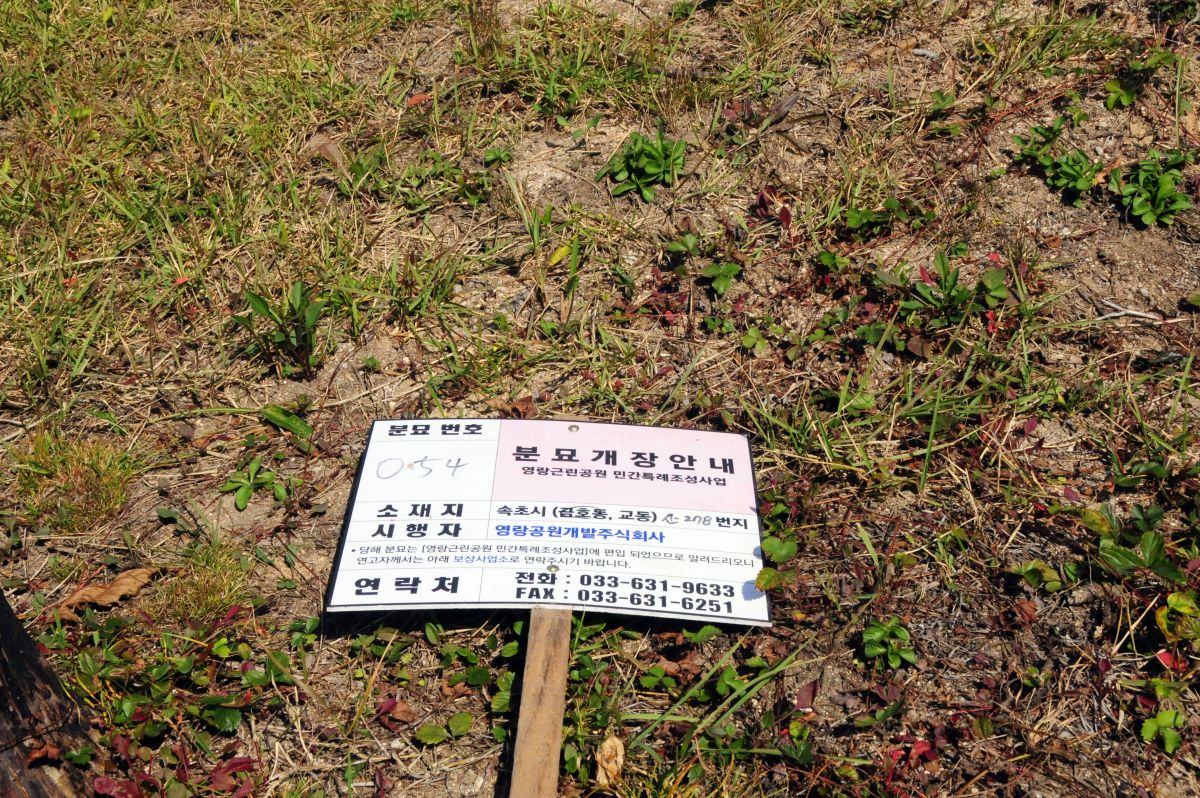 분묘 번호
054
분묘개장안내
영랑근린공원 민간특례조성사업
소재지 속초시 (금호동, 교동) 산 278 번지
시행자 영랑공원개발주식회사
* 당해 분묘는 [영랑근린공원 민간특례조성사업]에 편입 되었으므로 알려드리오니
연고자께서는 아래 보상사업소로 연락주시기 바랍니다.
연락처 전화 : 033-631-9633
FAX : 033-631-6251